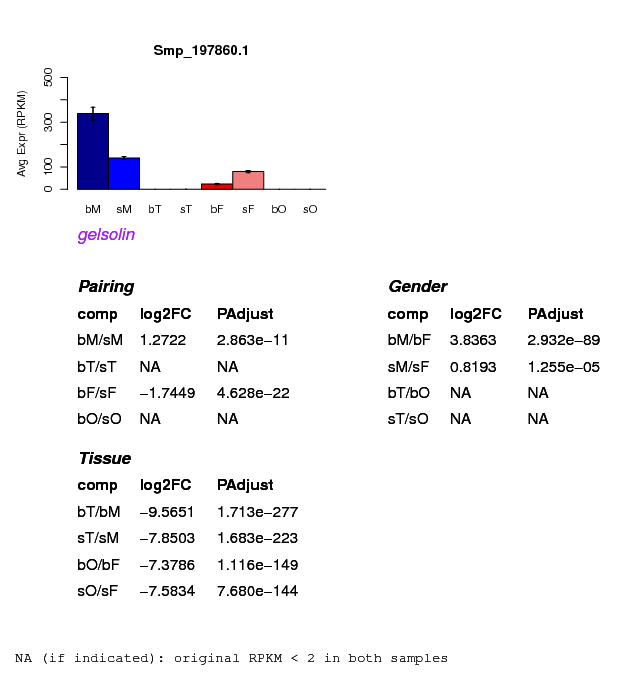 Smp_197860.1
Avg Expr (RPKM)
0 100 300 500
bM sM bT sT bF sF bO sO
gelsolin
Pairing
comp log2FC PAdjust
bM/sM 1.2722 2.863e−11
bT/sT NA NA
bF/sF −1.7449 4.628e−22
bO/sO NA NA
Gender
comp log2FC PAdjust
bM/bF 3.8363 2.932e−89
sM/sF 0.8193 1.255e−05
bT/bO NA NA
sT/sO NA NA
Tissue
comp log2FC PAdjust
bT/bM −9.5651 1.713e−277
sT/sM −7.8503 1.683e−223
bO/bF −7.3786 1.116e−149
sO/sF −7.5834 7.680e−144
NA (if indicated): original RPKM < 2 in both samples